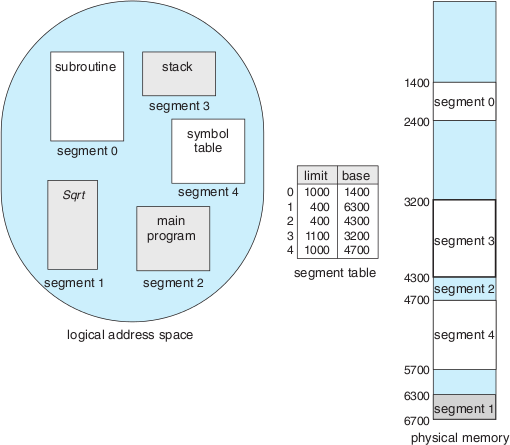 subroutine
segment 0
stack
segment 3
symbol
table
segment 4
Sqrt
segment 1
main
program
segment 2
logical address space
limit base
0 1000 1400
1 400 6300
2 400 4300
3 1100 3200
4 1000 4700
segment table
1400
segment 0
2400
3200
segment 3
4300
segment 2
4700
segment 4
5700
6300
segment 1
6700
physical memory